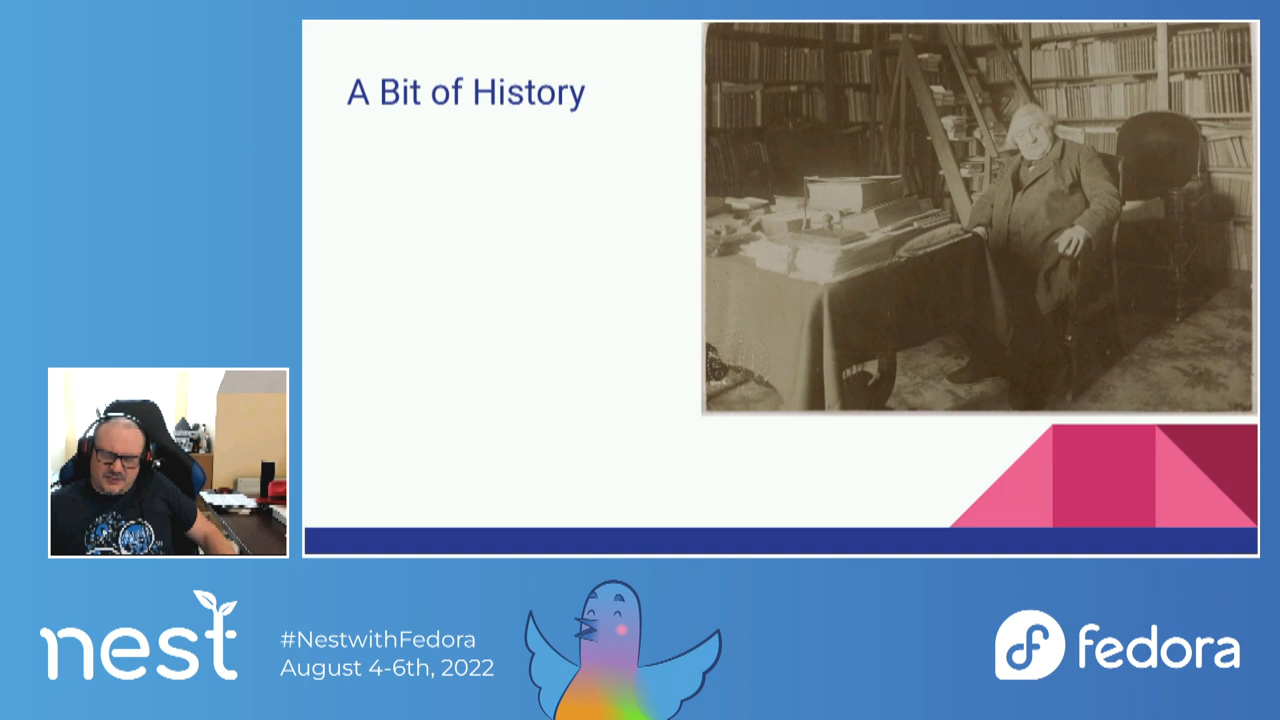 A Bit of History
nest
#NestwithFedora
August 4-6th, 2022
fedora